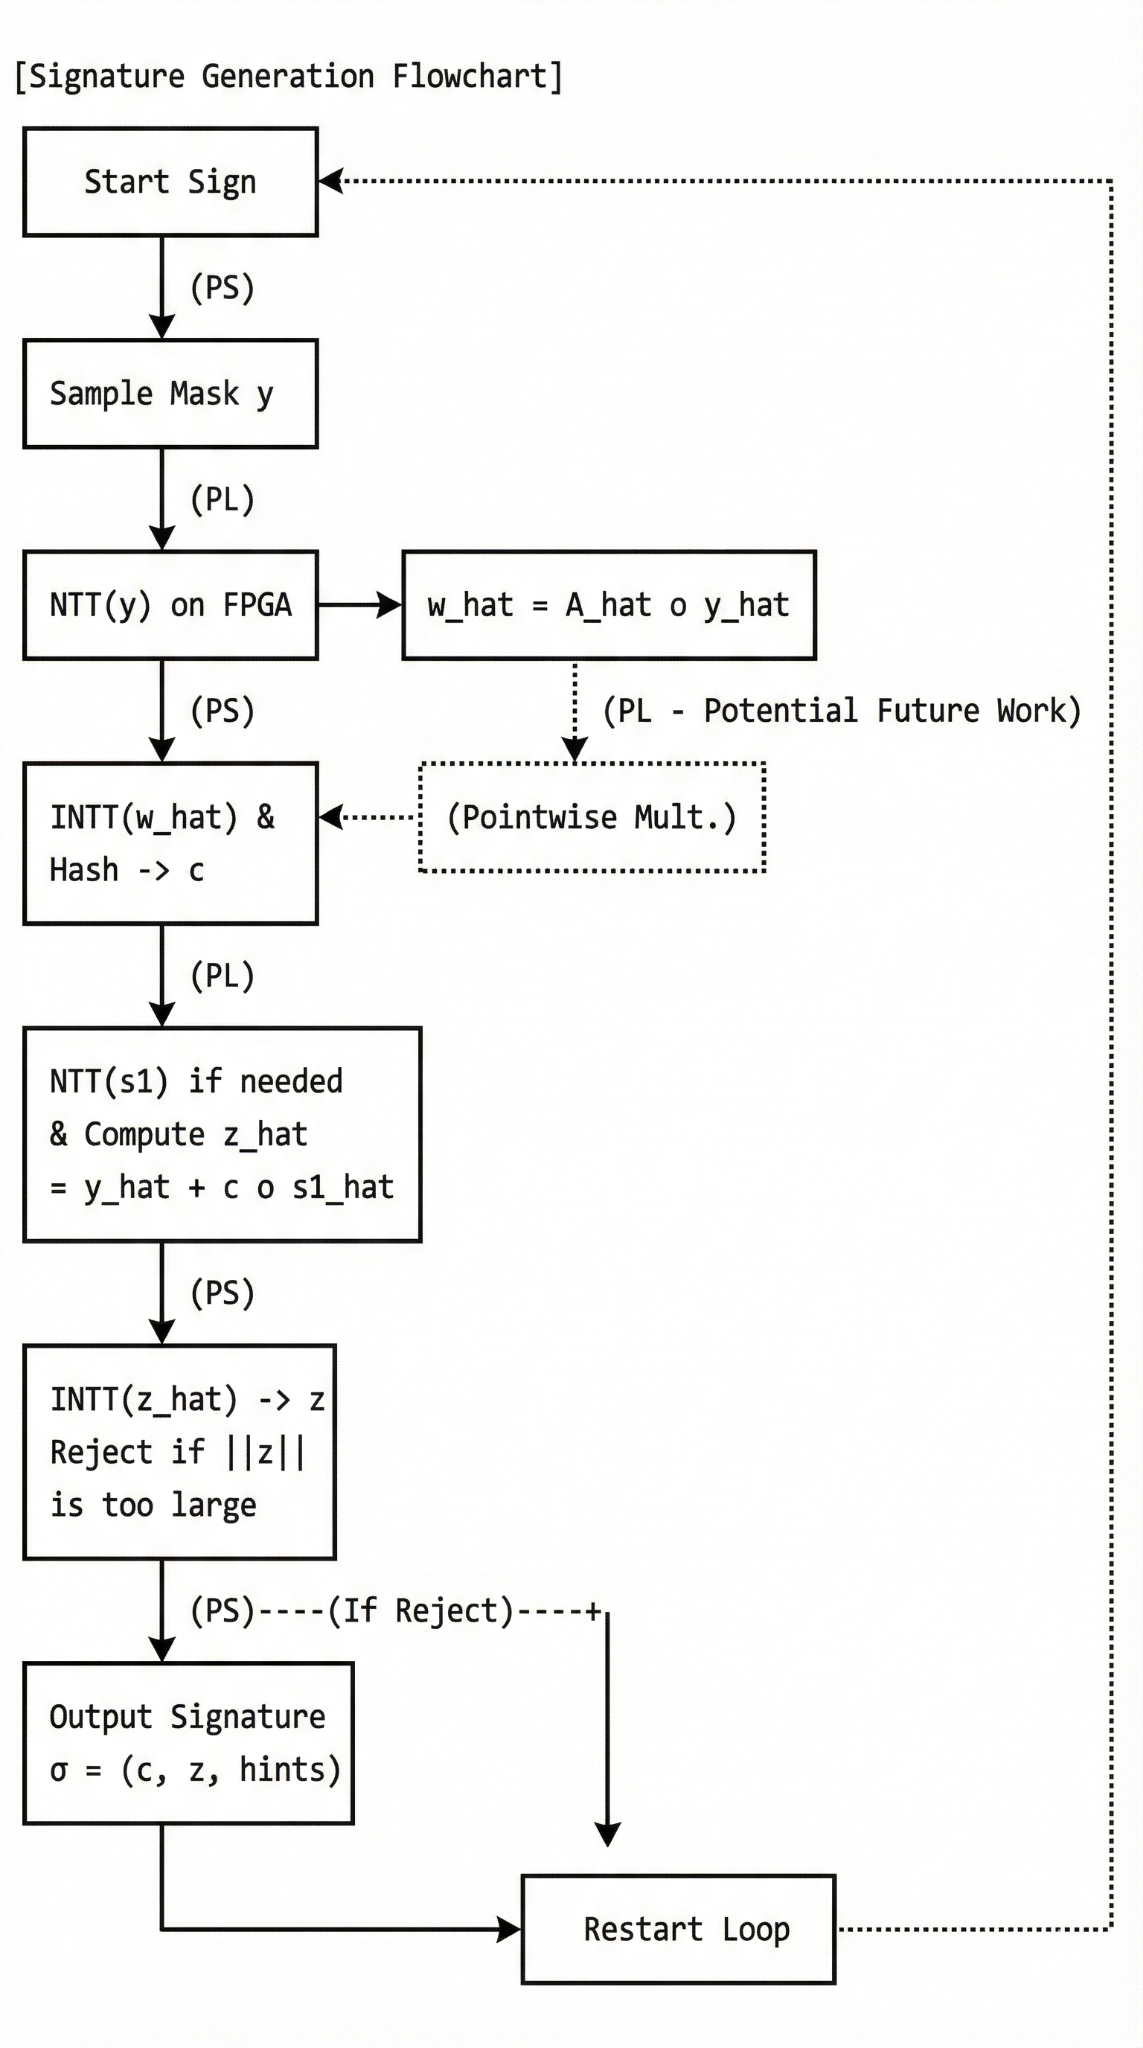 [Signature Generation Flowchart]
Start Sign
(PS)
Sample Mask y
(PL)
NTT(y) on FPGA
w_hat = A_hat o y_hat
(PS)
(PL - Potential Future Work)
INTT(w_hat) &
Hash -> c
(Pointwise Mult.)
(PL)
NTT(s1) if needed
& Compute z_hat
= y_hat + c o s1_hat
(PS)
INTT(z_hat) -> z
Reject if ||z||
is too large
(PS)----(If Reject)----+
Output Signature
σ = (c, z, hints)
Restart Loop